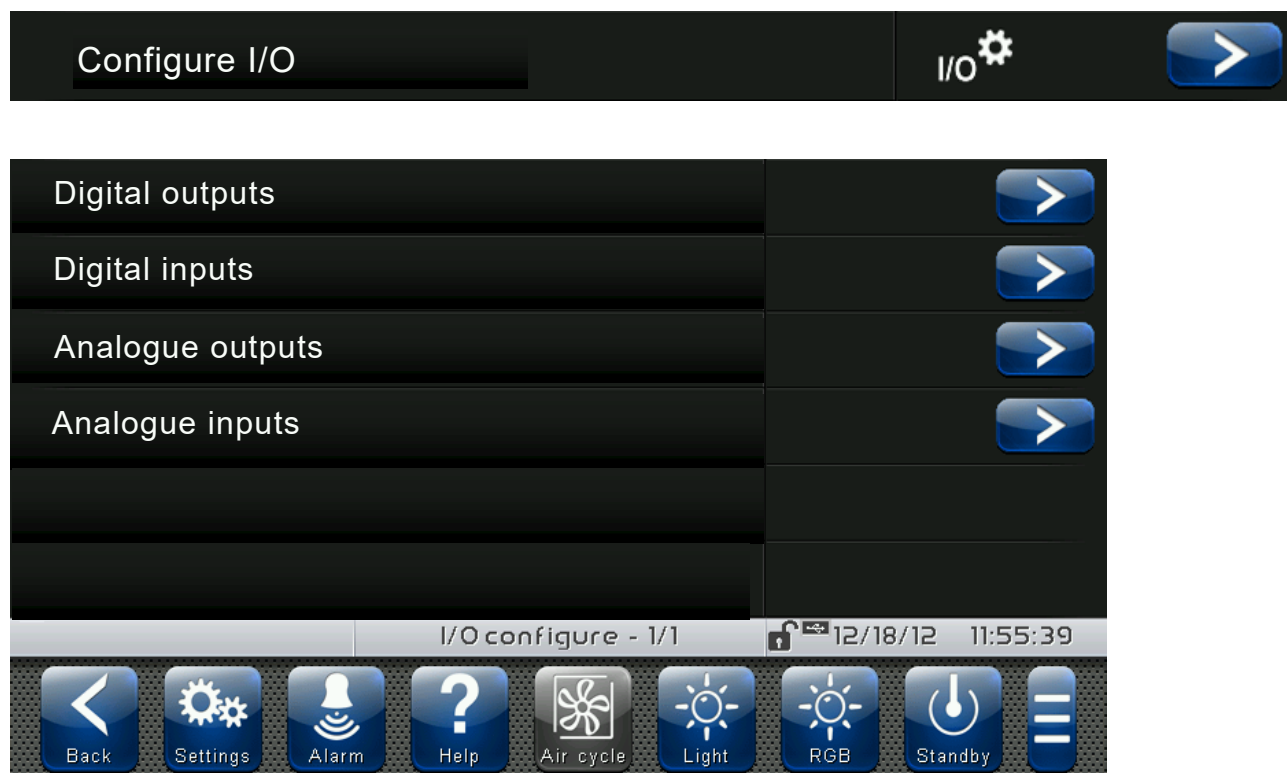 Configure I/O
I/O
Digital outputs
Digital inputs
Analogue outputs
Analogue inputs
I/O configure - 1/1 12/18/12 11:55:39
Back Settings Alarm Help Air cycle Light RGB Standby